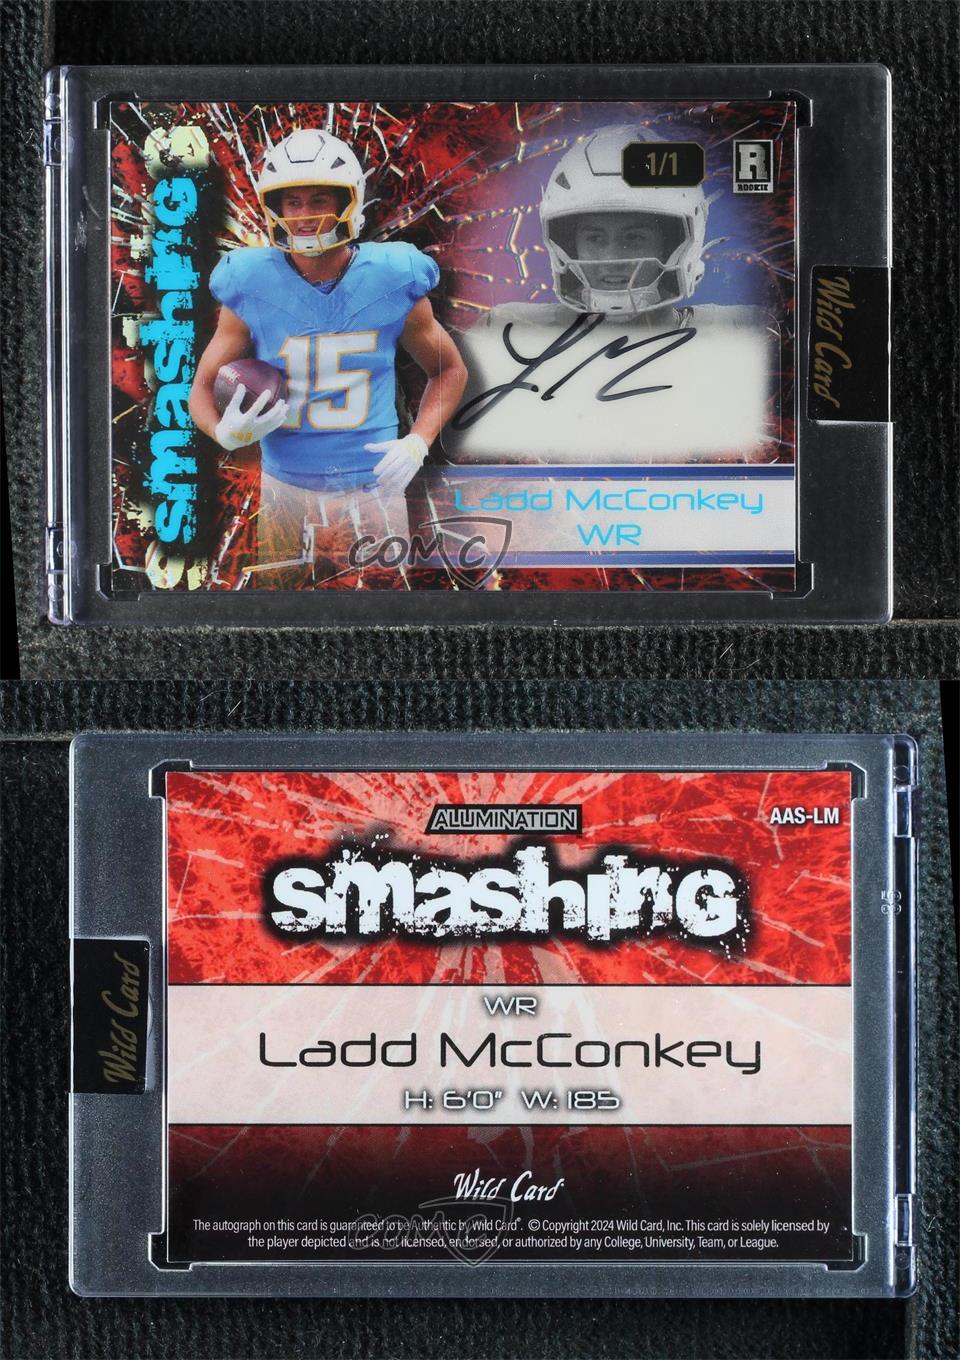 smashing
1/1
R
ROOKIE
15
L M
Ladd McConkey
WR
COMC
Wild Card
ALUMINATION
AAS-LM
smashing
WR
Ladd McConkey
H: 6'0" W: 185
Wild Card
Wild Card
The autograph on this card is guaranteed to be Authentic by Wild Card®. © Copyright 2024 Wild Card, Inc. This card is solely licensed by
the player depicted and is not licensed, endorsed, or authorized by any College, University, Team, or League.
COMC